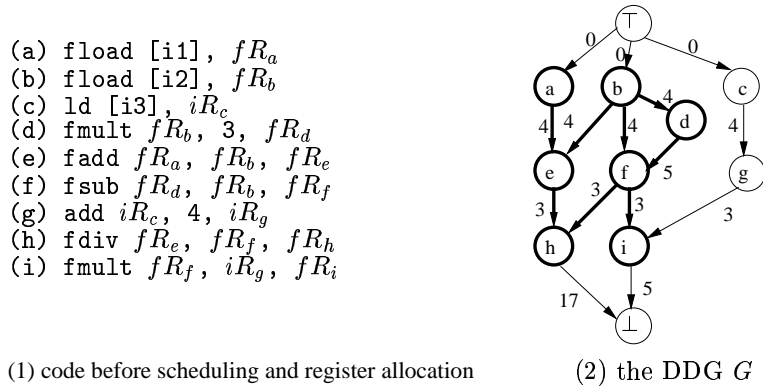 (a) fload [i1], fR_a
(b) fload [i2], fR_b
(c) ld [i3], iR_c
(d) fmult fR_b, 3, fR_d
(e) fadd fR_a, fR_b, fR_e
(f) fsub fR_d, fR_b, fR_f
(g) add iR_c, 4, iR_g
(h) fdiv fR_e, fR_f, fR_h
(i) fmult fR_f, iR_g, fR_i
(1) code before scheduling and register allocation
⊤
0 0 0
a b c
4
4 4 4 4
d
e f 5 g
3 3 3 3
h i
17 5
⊥
(2) the DDG G